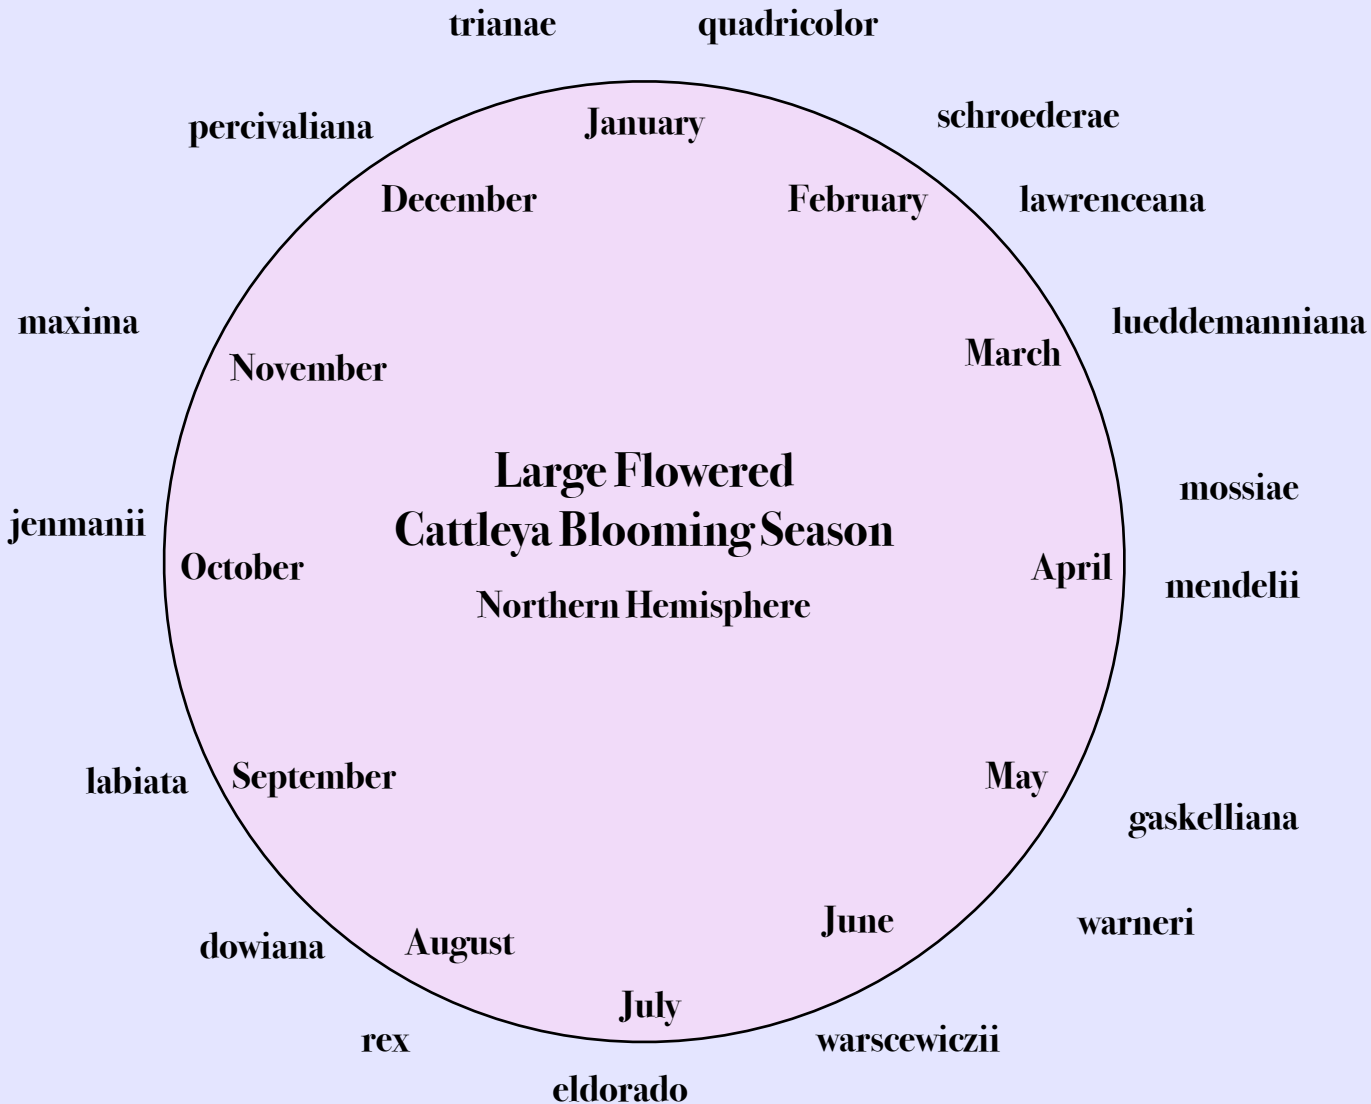 trianae
quadricolor
percivaliana
January
schroederae
December
February
lawrenceana
maxima
lueddemanniana
November
March
Large Flowered
Cattleya Blooming Season
Northern Hemisphere
mossiae
jenmanii
October
April
mendelii
labiata
September
May
gaskelliana
June
warneri
dowiana
August
July
rex
warscewiczii
eldorado